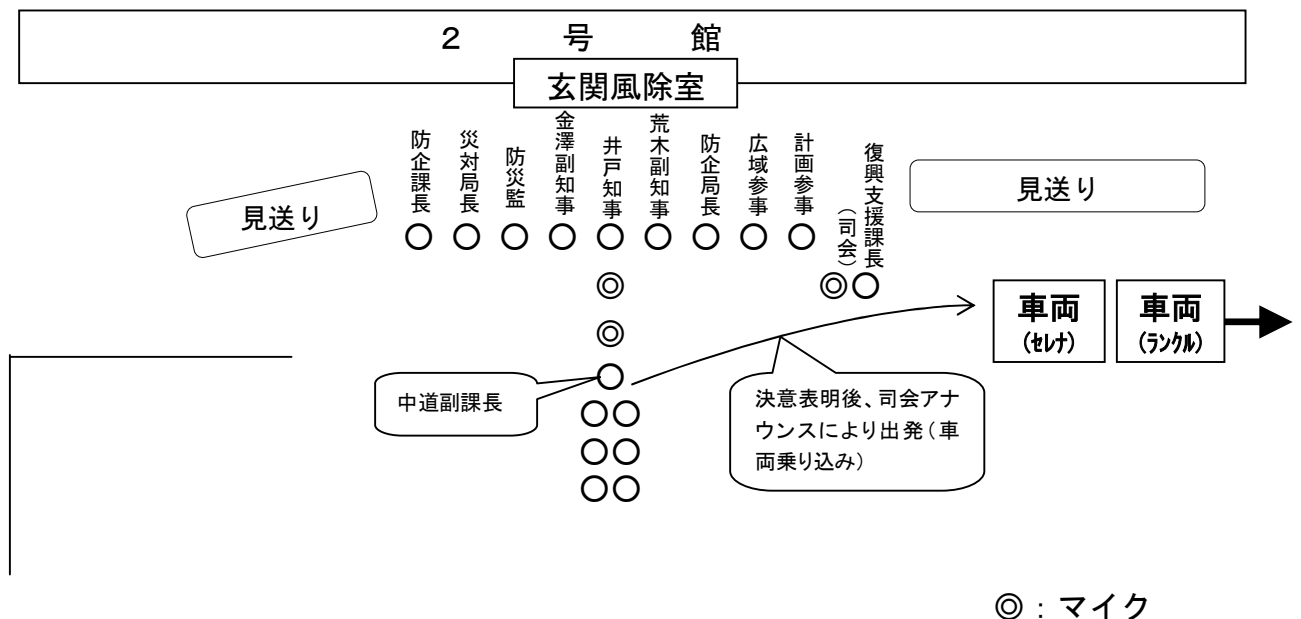 ２　号　館
玄関風除室
防企課長
災対局長
防災監
金澤副知事
井戸知事
荒木副知事
防企局長
広域参事
計画参事
復興支援課長
（司会）
見送り
見送り
車両
（セレナ）
車両
（ランクル）
中道副課長
決意表明後、司会アナ
ウンスにより出発（車
両乗り込み）
◎：マイク